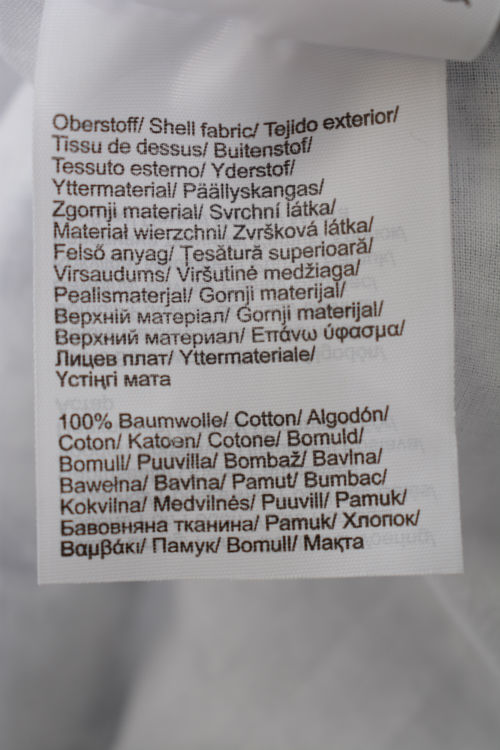 Oberstoff/ Shell fabric/ Tejido exterior/
Tissu de dessus/ Buitenstof/
Tessuto esterno/ Yderstof/
Yttermaterial/ Päällyskangas/
Zgornji material/ Svrchní látka/
Materiał wierzchni/ Zvršková látka/
Felső anyag/ Țesătură superioară/
Virsaudums/ Viršutinė medžiaga/
Pealismaterjal/ Gornji materijal/
Верхній матеріал/ Gornji materijal/
Верхний материал/ Επάνω ύφασμα/
Лицев плат/ Yttermateriale/
Үстіңгі мата
100% Baumwolle/ Cotton/ Algodón/
Coton/ Katoen/ Cotone/ Bomuld/
Bomull/ Puuvilla/ Bombaž/ Bavlna/
Bawełna/ Bavlna/ Pamut/ Bumbac/
Kokvilna/ Medvilnės/ Puuvill/ Pamuk/
Бавовняна тканина/ Pamuk/ Хлопок/
Βαμβάκι/ Памук/ Bomull/ Мақта